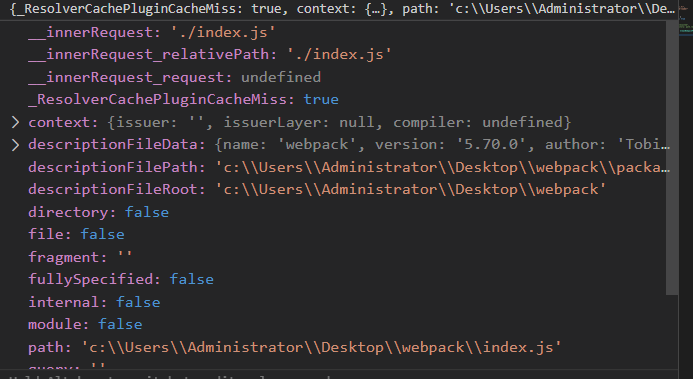 {_ResolverCachePluginCacheMiss: true, context: {…}, path: 'c:\\Users\\Administrator\\De...
__innerRequest: './index.js'
__innerRequest_relativePath: './index.js'
__innerRequest_request: undefined
_ResolverCachePluginCacheMiss: true
context: {issuer: '', issuerLayer: null, compiler: undefined}
descriptionFileData: {name: 'webpack', version: '5.70.0', author: 'Tobi...
descriptionFilePath: 'c:\\Users\\Administrator\\Desktop\\webpack\\packa...
descriptionFileRoot: 'c:\\Users\\Administrator\\Desktop\\webpack'
directory: false
file: false
fragment: ''
fullySpecified: false
internal: false
module: false
path: 'c:\\Users\\Administrator\\Desktop\\webpack\\index.js'
query: ''